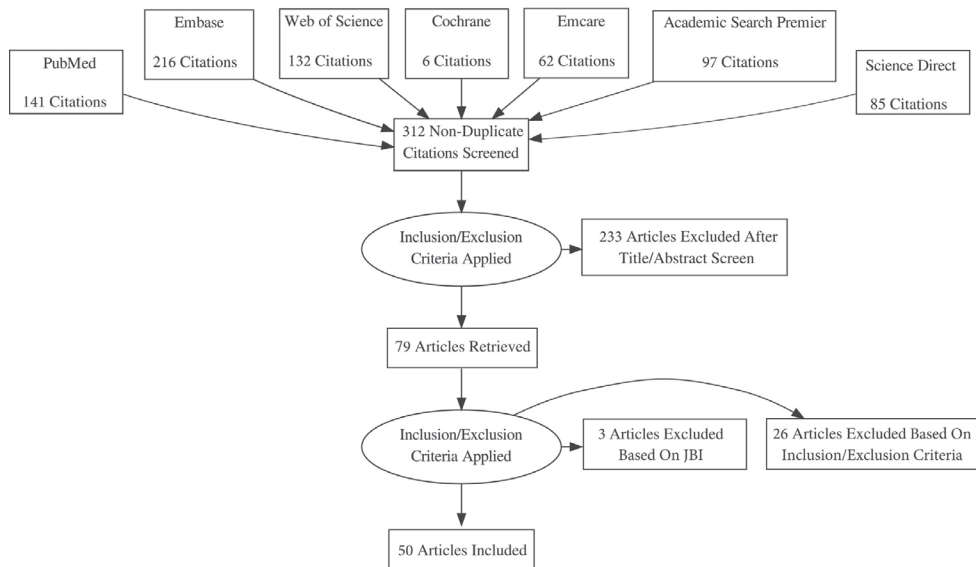 PubMed
141 Citations
Embase
216 Citations
Web of Science
132 Citations
Cochrane
6 Citations
Emcare
62 Citations
Academic Search Premier
97 Citations
Science Direct
85 Citations
312 Non-Duplicate
Citations Screened
Inclusion/Exclusion
Criteria Applied
233 Articles Excluded After
Title/Abstract Screen
79 Articles Retrieved
Inclusion/Exclusion
Criteria Applied
3 Articles Excluded
Based On JBI
26 Articles Excluded Based On
Inclusion/Exclusion Criteria
50 Articles Included